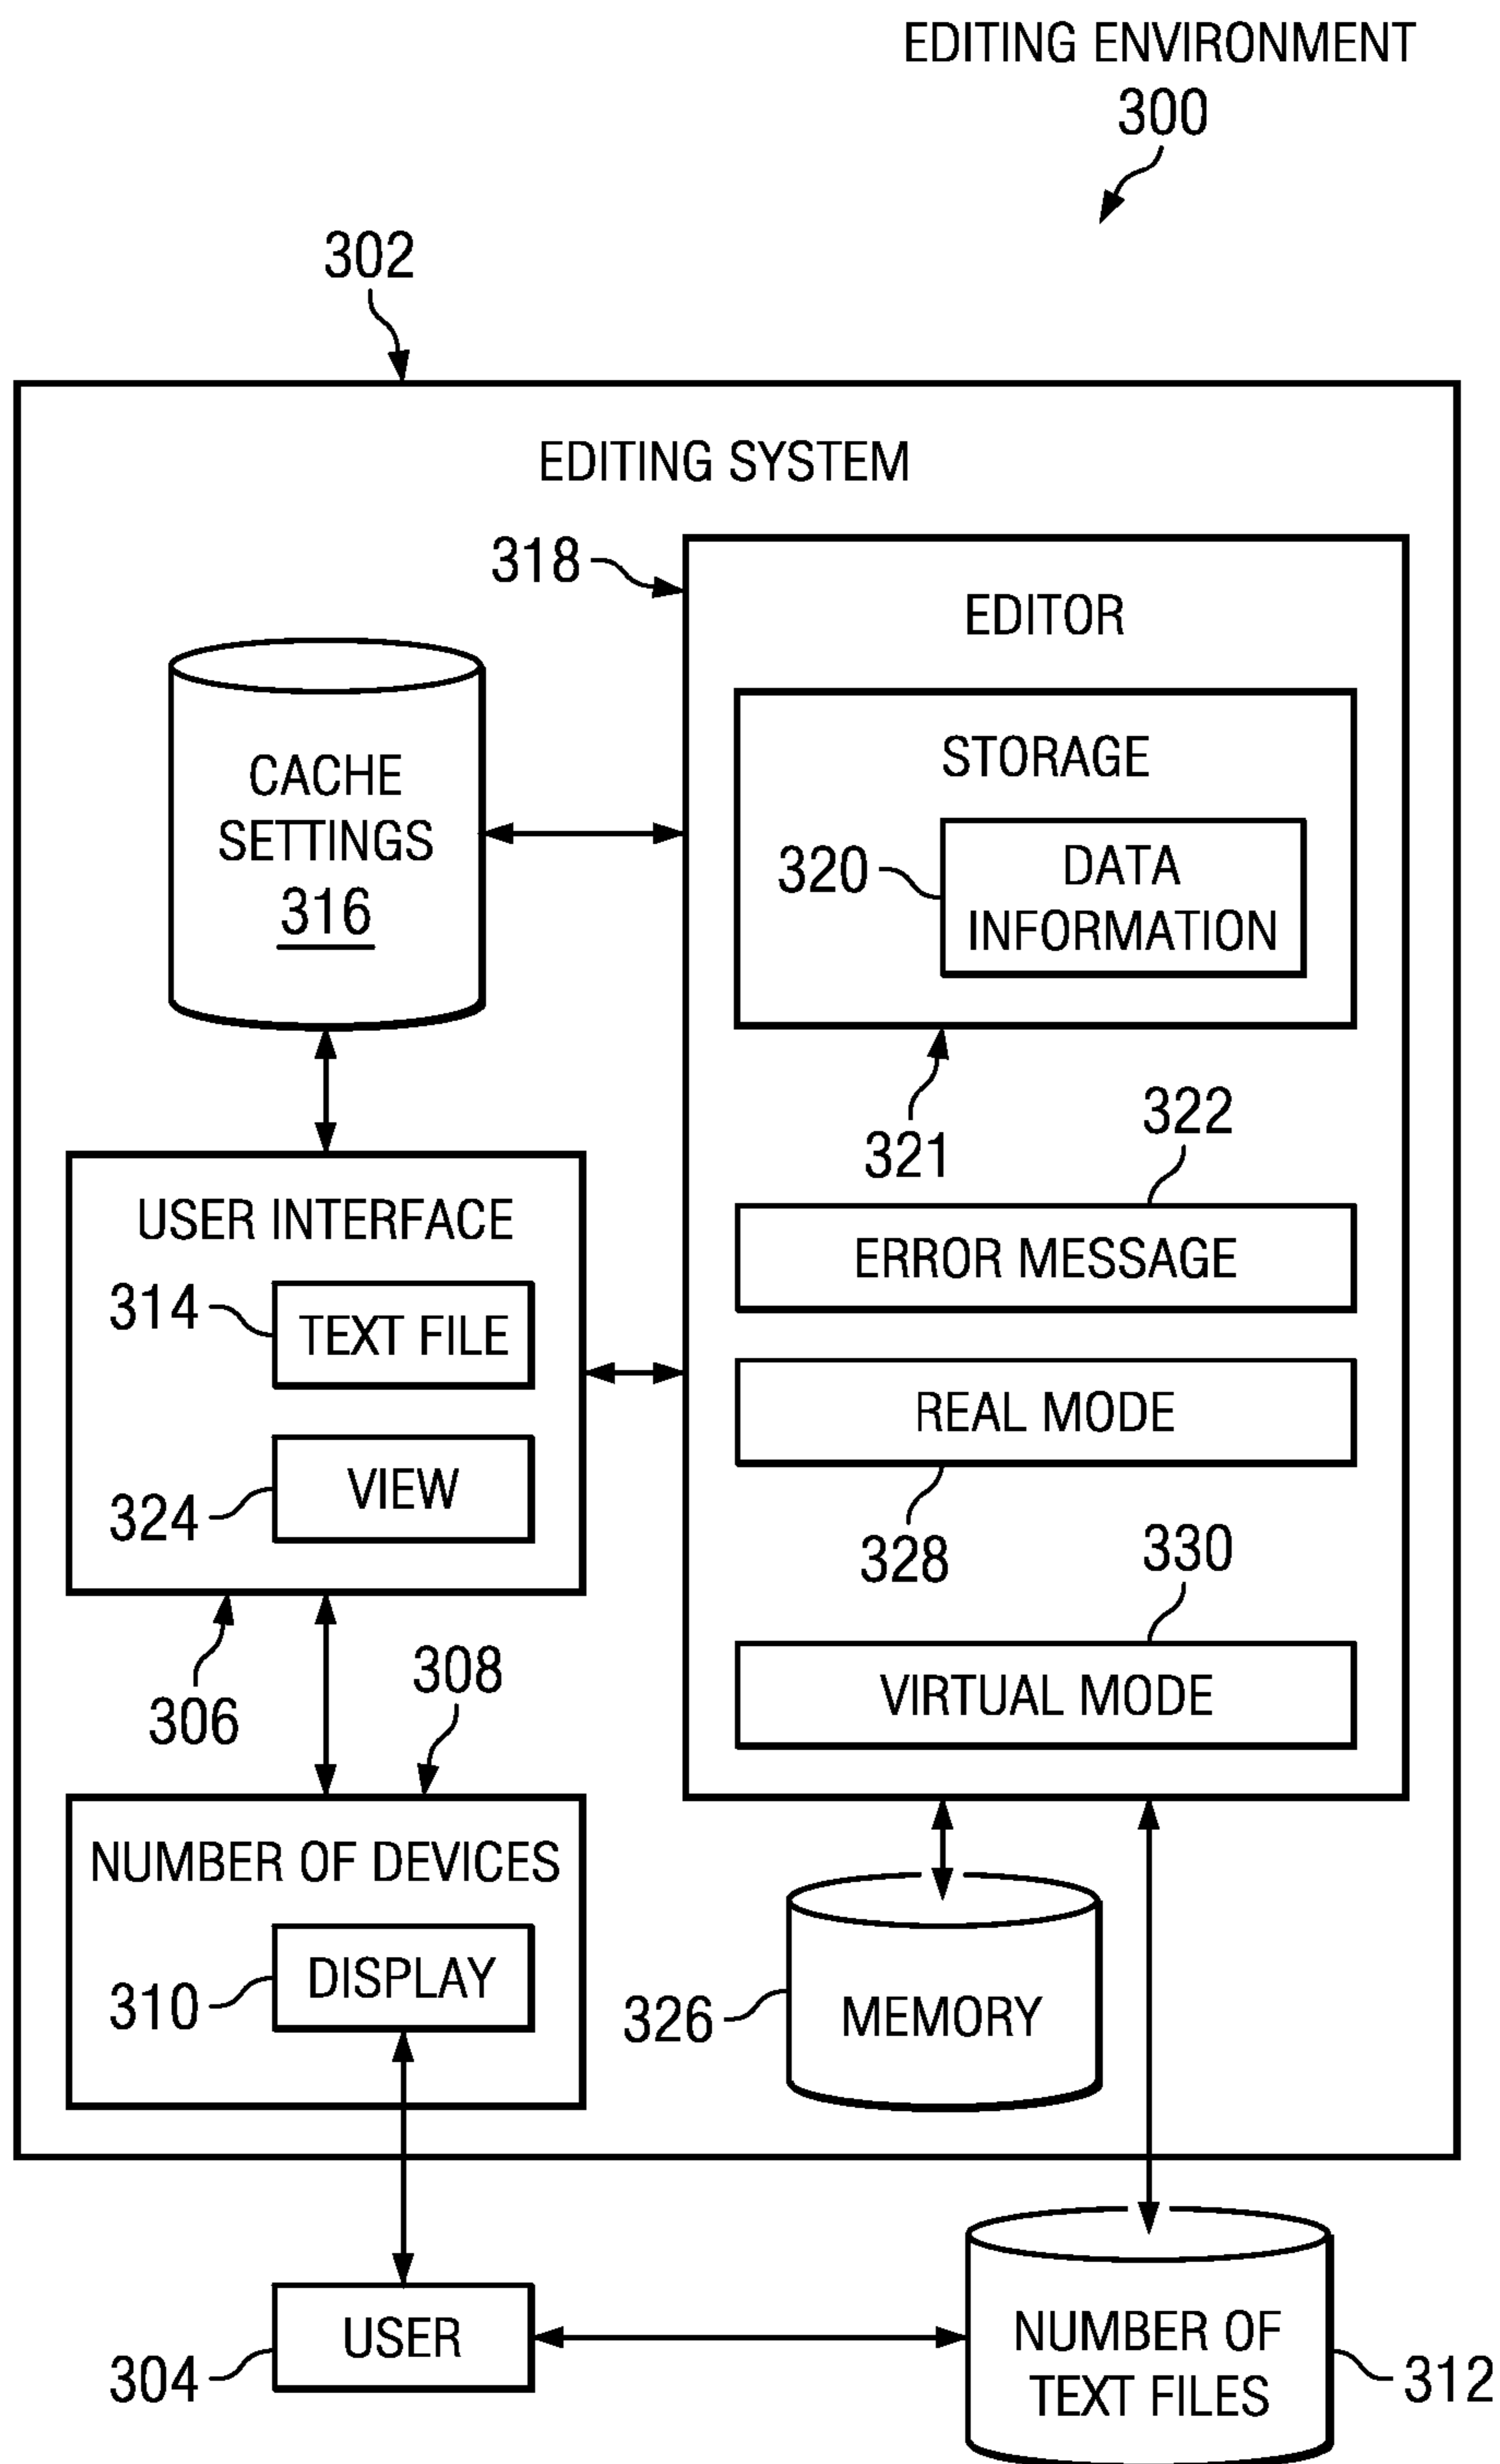 EDITING ENVIRONMENT
300
302
EDITING SYSTEM
318
EDITOR
STORAGE
CACHE
SETTINGS
316
320
DATA
INFORMATION
321
322
USER INTERFACE
ERROR MESSAGE
314
TEXT FILE
REAL MODE
324
VIEW
328
330
306
308
VIRTUAL MODE
NUMBER OF DEVICES
310
DISPLAY
326
MEMORY
304
USER
NUMBER OF
TEXT FILES
312